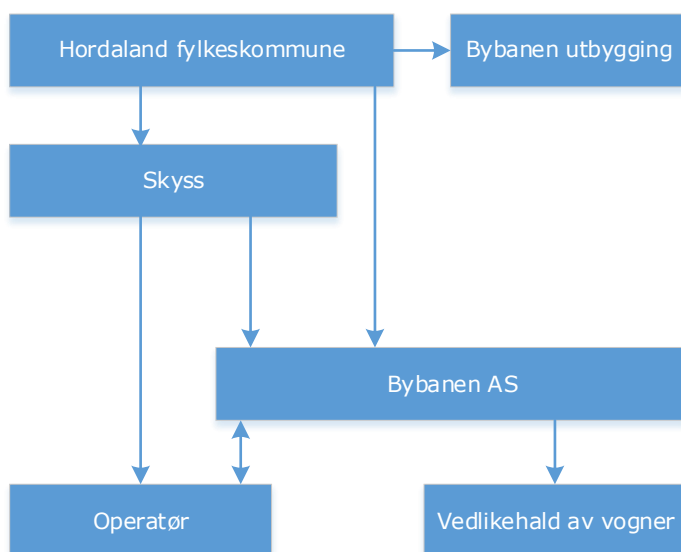 Hordaland fylkeskommune
Bybanen utbygging
Skyss
Bybanen AS
Operatør
Vedlikehald av vogner